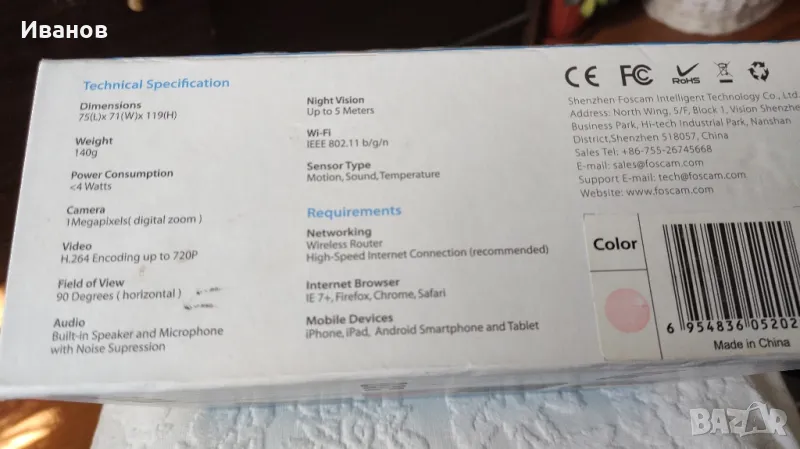 Иванов
Technical Specification
Dimensions
75(L)x 71(W)x 119(H)
Weight
140g
Power Consumption
<4 Watts
Camera
1Megapixels( digital zoom )
Video
H.264 Encoding up to 720P
Field of View
90 Degrees ( horizontal )
Audio
Built-in Speaker and Microphone
with Noise Supression
Night Vision
Up to 5 Meters
Wi-Fi
IEEE 802.11 b/g/n
Sensor Type
Motion, Sound,Temperature
Requirements
Networking
Wireless Router
High-Speed Internet Connection (recommended)
Internet Browser
IE 7+, Firefox, Chrome, Safari
Mobile Devices
iPhone, iPad, Android Smartphone and Tablet
CE FC RoHS
Shenzhen Foscam Intelligent Technology Co., Ltd.
Address: North Wing, 5/F, Block 1, Vision Shenzhe
Business Park, Hi-tech Industrial Park, Nanshan
District,Shenzhen 518057, China
Sales Tel: +86-755-26745668
E-mail: sales@foscam.com
Support E-mail: tech@foscam.com
Website: www.foscam.com
Color
6 954836 05202
Made in China
BAZAR